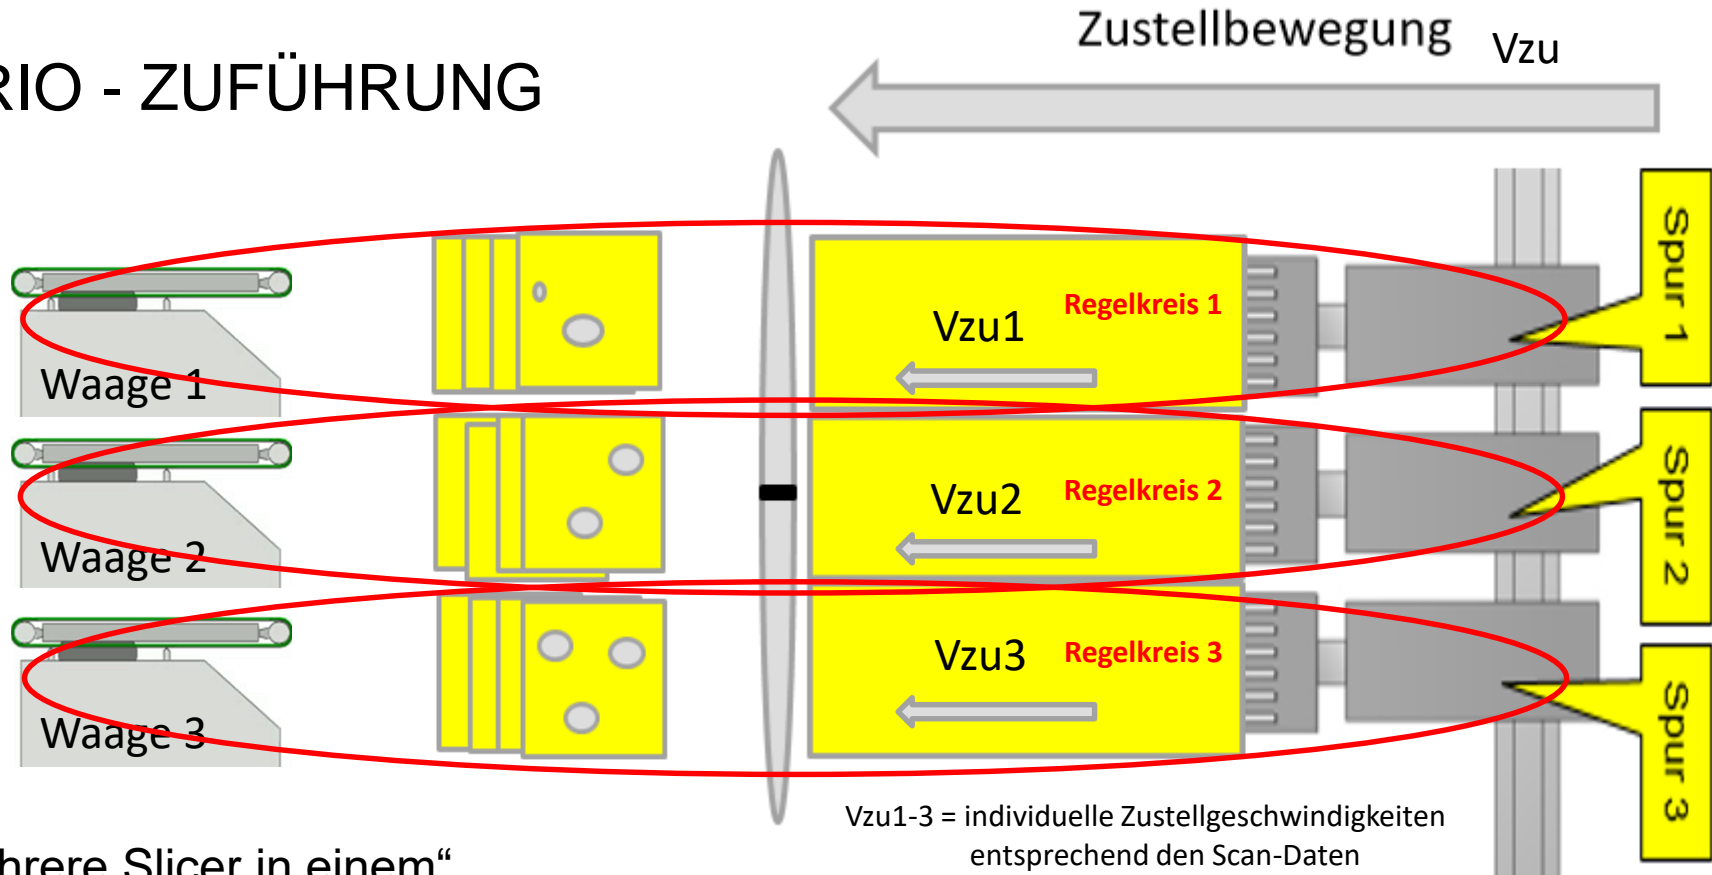 Zustellbewegung Vzu
RIO - ZUFÜHRUNG
Spur 1
Regelkreis 1
Vzu1
Waage 1
Spur 2
Regelkreis 2
Vzu2
Waage 2
Spur 3
Regelkreis 3
Vzu3
Waage 3
Vzu1-3 = individuelle Zustellgeschwindigkeiten
entsprechend den Scan-Daten
hrere Slicer in einem“